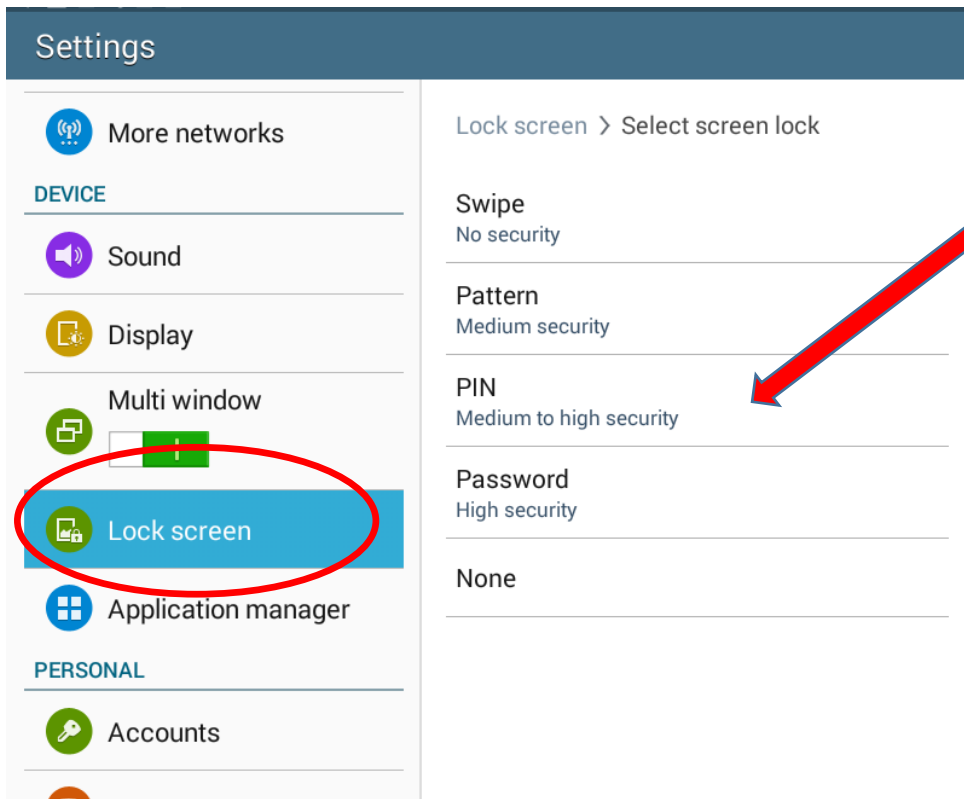 Settings
More networks
DEVICE
Sound
Display
Multi window
Lock screen
Application manager
PERSONAL
Accounts
Lock screen > Select screen lock
Swipe
No security
Pattern
Medium security
PIN
Medium to high security
Password
High security
None